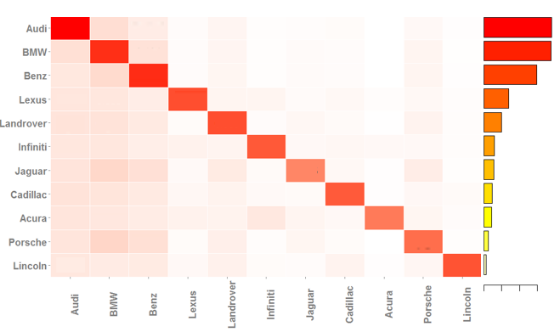 Audi
BMW
Benz
Lexus
Landrover
Infiniti
Jaguar
Cadillac
Acura
Porsche
Lincoln
Audi
BMW
Benz
Lexus
Landrover
Infiniti
Jaguar
Cadillac
Acura
Porsche
Lincoln